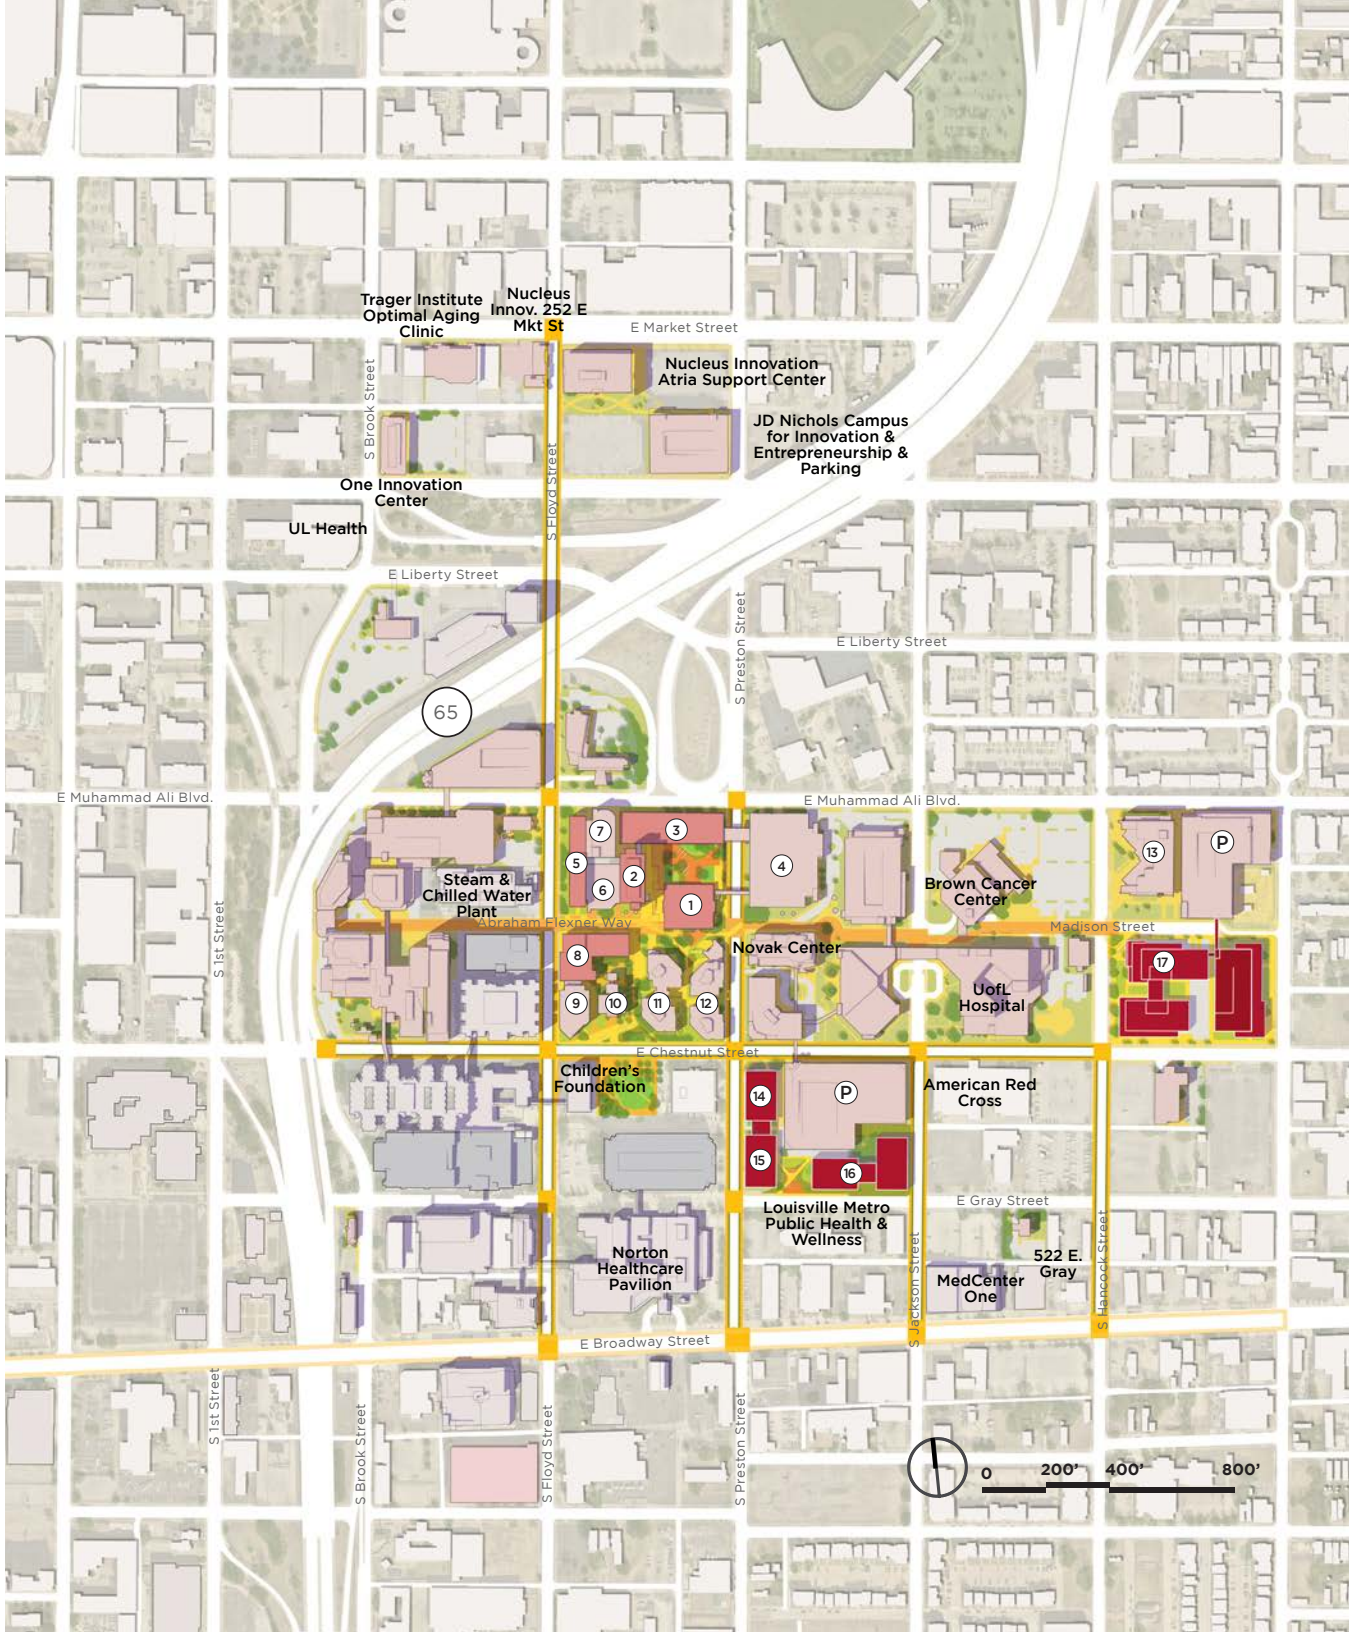 Trager Institute
Optimal Aging
Clinic
Nucleus
Innov. 252 E
Mkt St
E Market Street
Nucleus Innovation
Atria Support Center
S Brook Street
JD Nichols Campus
for Innovation &
Entrepreneurship &
Parking
S Floyd Street
One Innovation
Center
UL Health
E Liberty Street
S Preston Street
E Liberty Street
65
E Muhammad Ali Blvd.
E Muhammad Ali Blvd.
7
3
5
2
6
1
4
13
P
Steam &
Chilled Water
Plant
Brown Cancer
Center
Abraham Flexner Way
Madison Street
S 1st Street
Novak Center
8
9
10
11
12
UofL
Hospital
17
E Chestnut Street
Children's
Foundation
14
P
American Red
Cross
15
16
E Gray Street
Louisville Metro
Public Health &
Wellness
Norton
Healthcare
Pavilion
522 E.
Gray
MedCenter
One
S Jackson Street
S Hancock Street
E Broadway Street
S 1st Street
S Brook Street
S Floyd Street
S Preston Street
0 200' 400' 800'